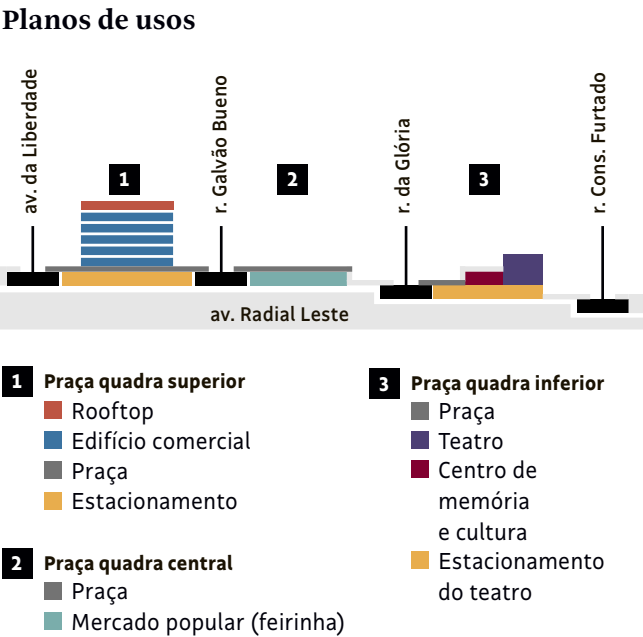 Planos de usos
av. da Liberdade
1
r. Galvão Bueno
2
r. da Glória
3
r. Cons. Furtado
av. Radial Leste
1 Praça quadra superior
Rooftop
Edifício comercial
Praça
Estacionamento
2 Praça quadra central
Praça
Mercado popular (feirinha)
3 Praça quadra inferior
Praça
Teatro
Centro de
memória
e cultura
Estacionamento
do teatro